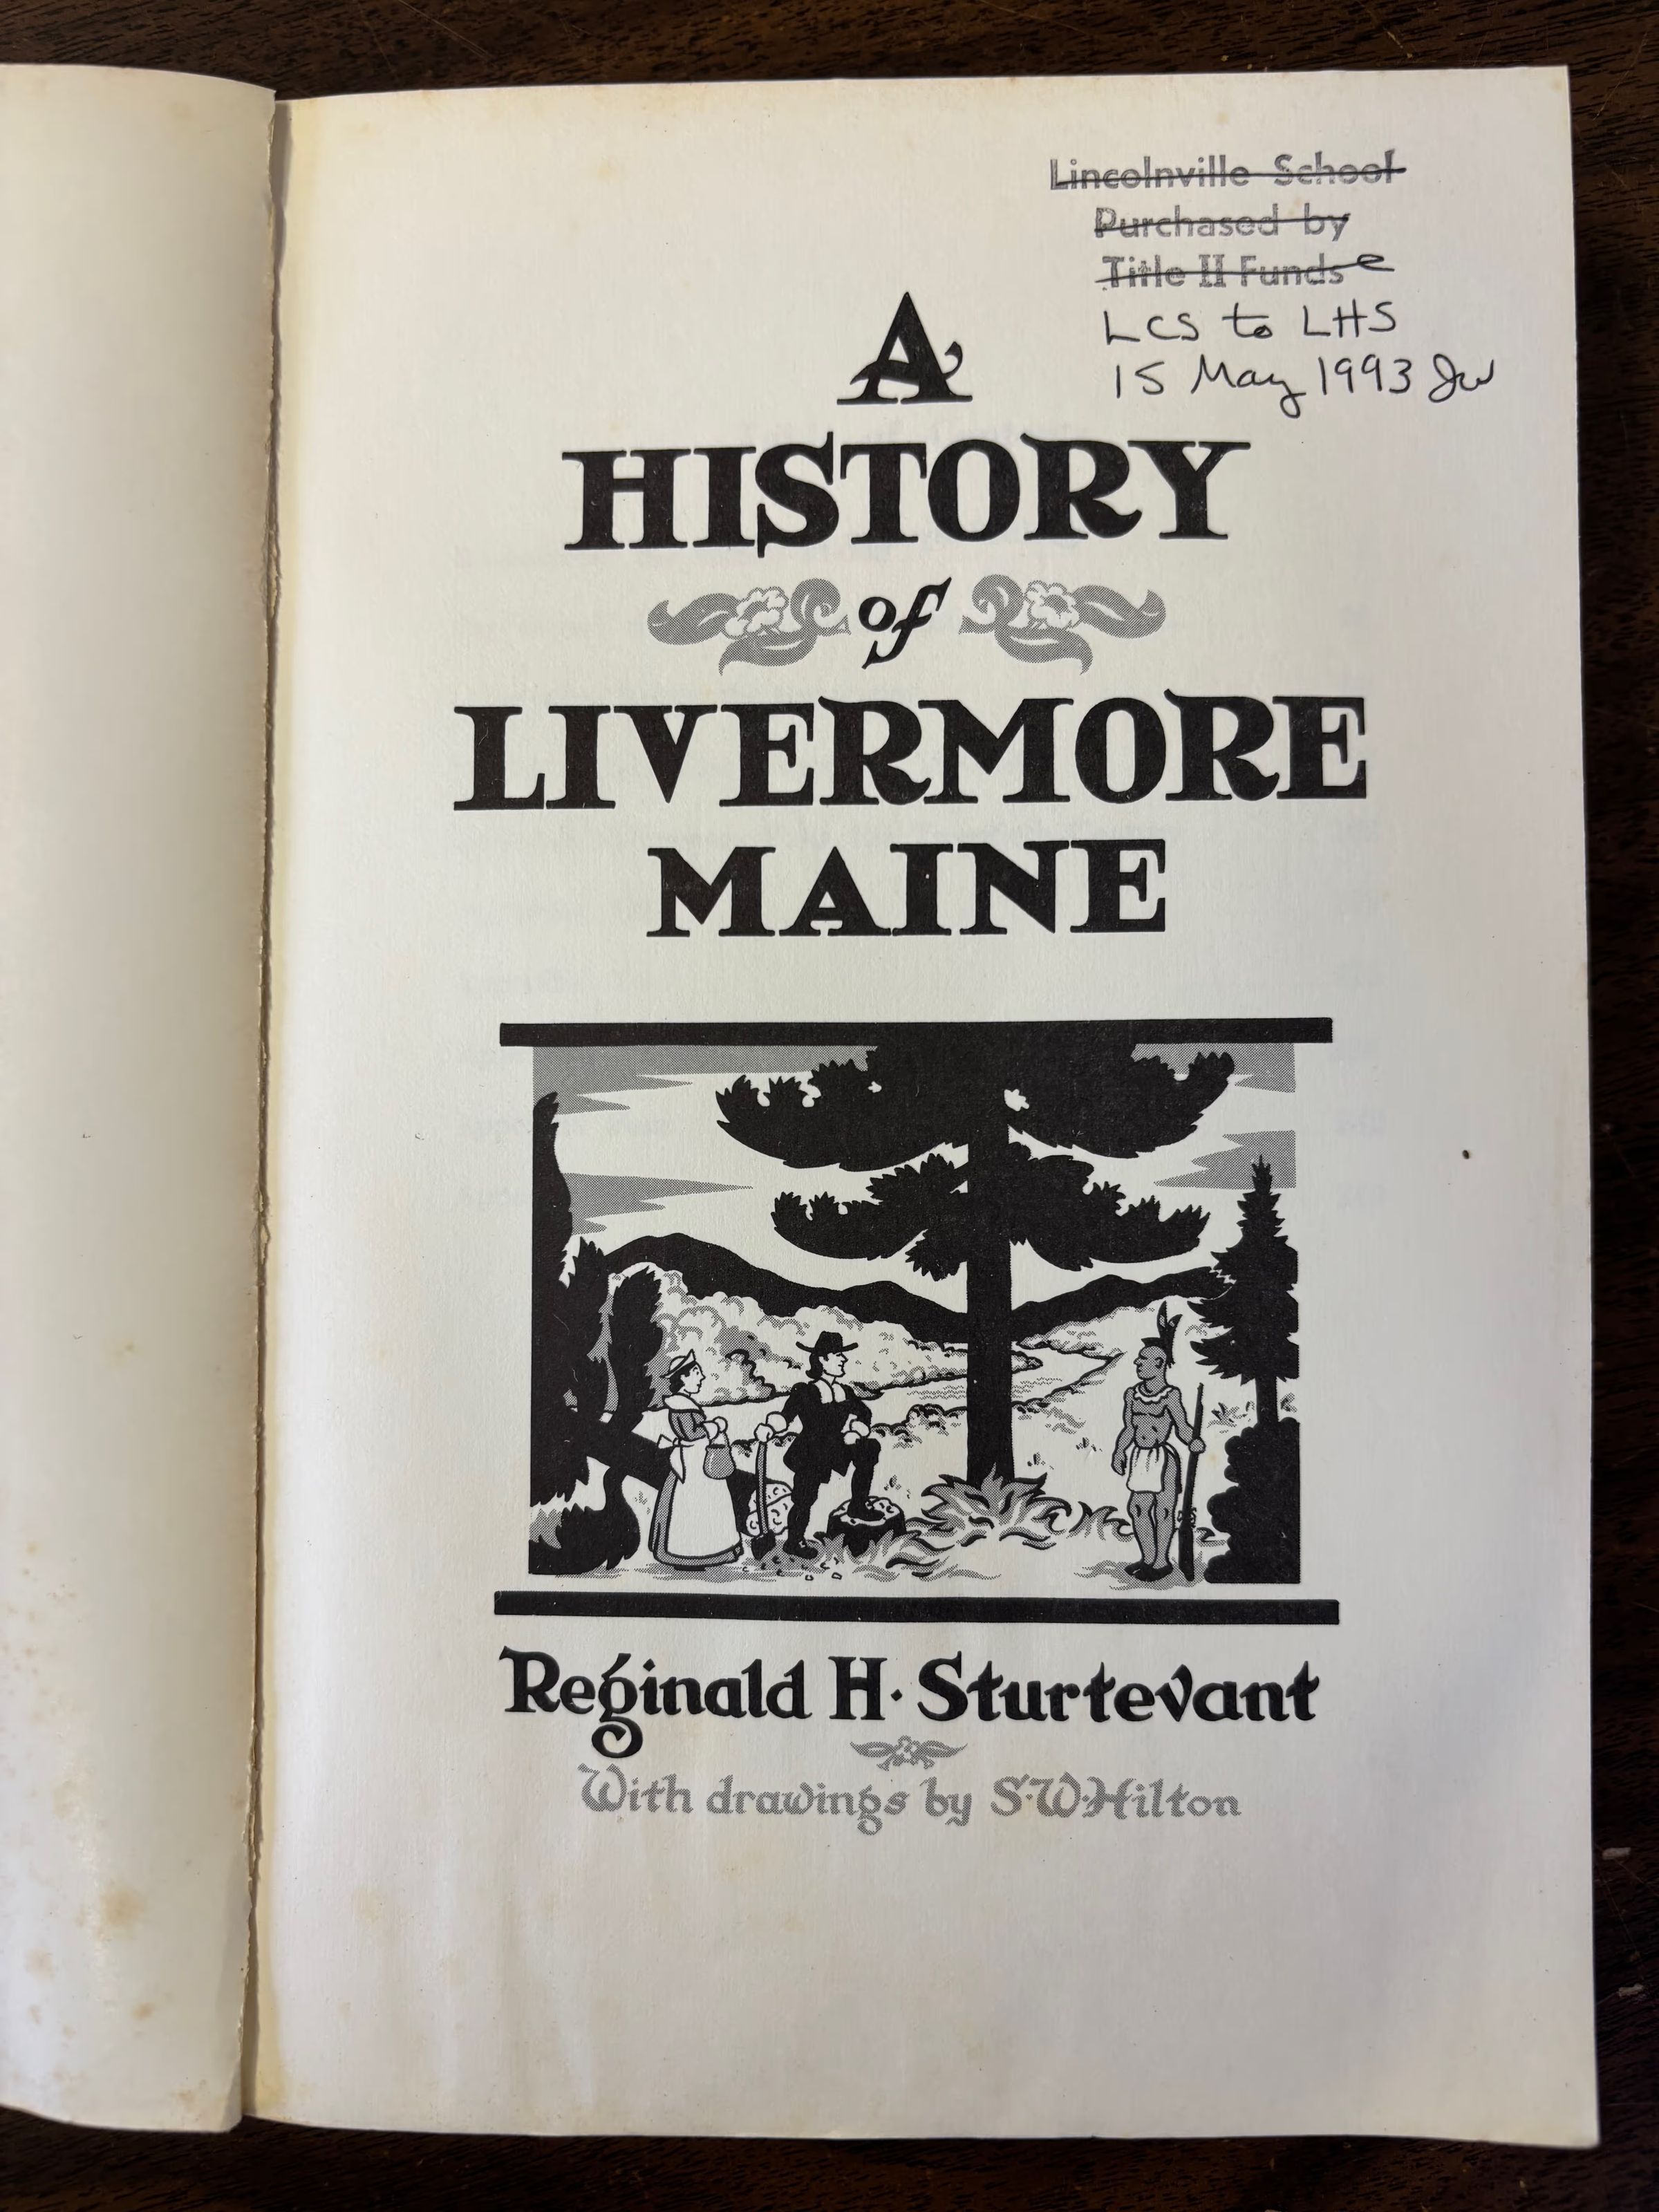 Lincolnville School
Purchased by
Title II Funds
LCS to LHS
15 May 1993 JW
A
HISTORY
of
LIVERMORE
MAINE
Reginald H. Sturtevant
With drawings by S.W. Hilton